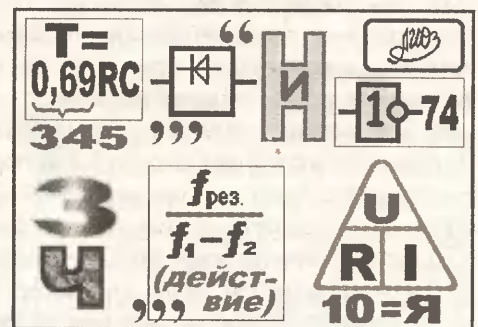 T=
0,69RC
345
“
”’
Н
И
1
-74
З
Ч
fрез.
f₁–f₂
(дейст-
вие)
,,,
U
R I
10=Я